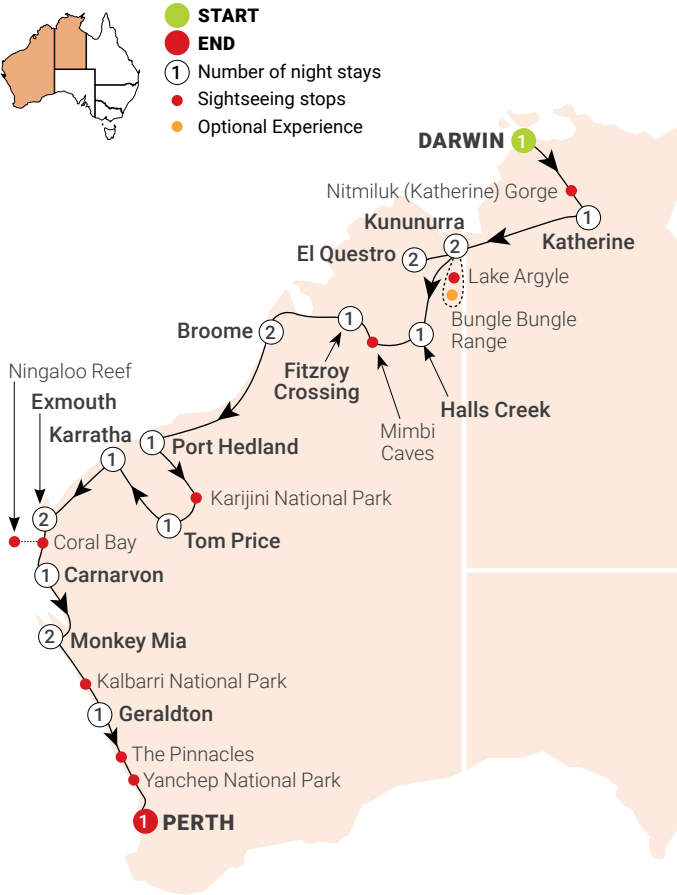 START
END
1 Number of night stays
Sightseeing stops
Optional Experience
DARWIN 1
Nitmiluk (Katherine) Gorge
1
Katherine
Kununurra
2
El Questro 2
Lake Argyle
Bungle Bungle
Range
Broome 2
1
Fitzroy
Crossing
1
Halls Creek
Mimbi
Caves
Ningaloo Reef
Exmouth
Karratha
1
1 Port Hedland
Karijini National Park
1
Tom Price
2
Coral Bay
1 Carnarvon
2 Monkey Mia
Kalbarri National Park
1 Geraldton
The Pinnacles
Yanchep National Park
1 PERTH